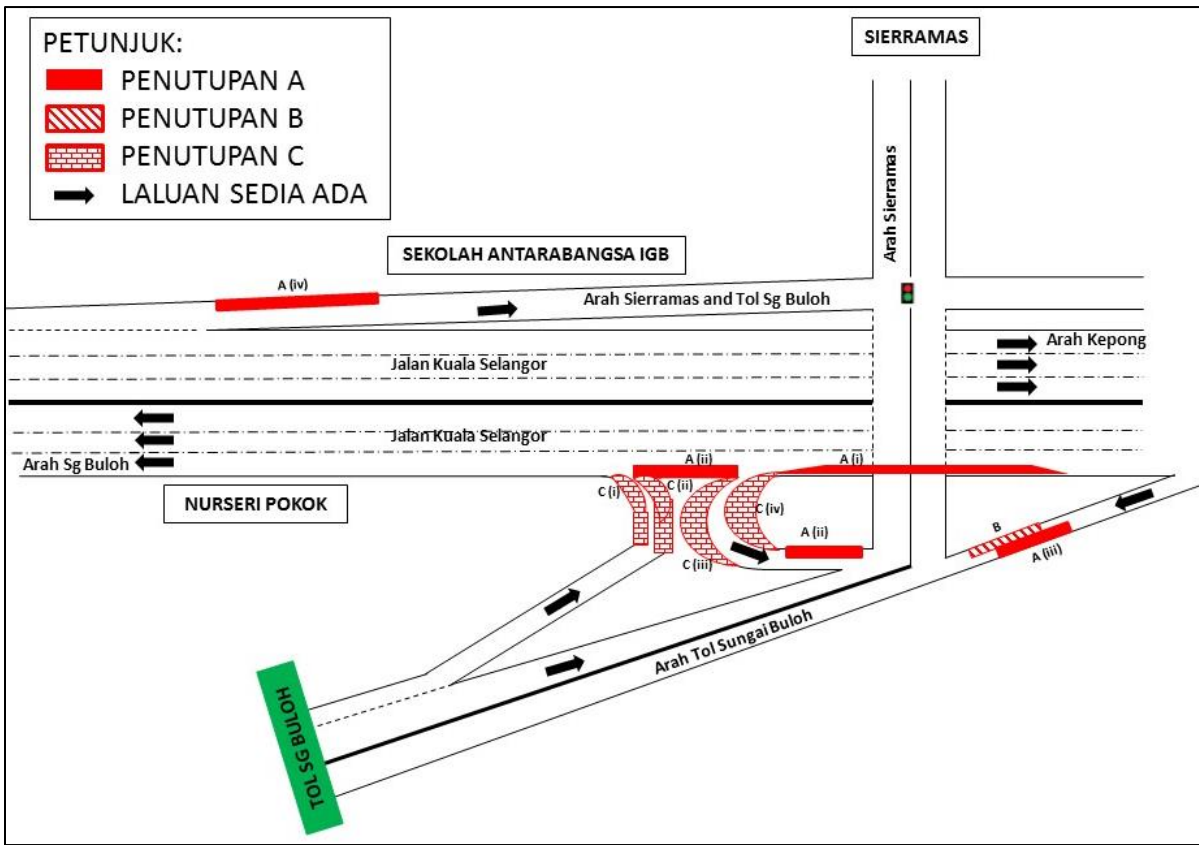 PETUNJUK:
PENUTUPAN A
PENUTUPAN B
PENUTUPAN C
LALUAN SEDIA ADA
SIERRAMAS
Arah Sierramas
SEKOLAH ANTARABANGSA IGB
A (iv)
Arah Sierramas and Tol Sg Buloh
Arah Kepong
Jalan Kuala Selangor
Jalan Kuala Selangor
Arah Sg Buloh
NURSERI POKOK
A (ii)
A (i)
C (i)
C (ii)
C (iv)
C (iii)
A (ii)
B
A (iii)
Arah Tol Sungai Buloh
TOL SG BULOH